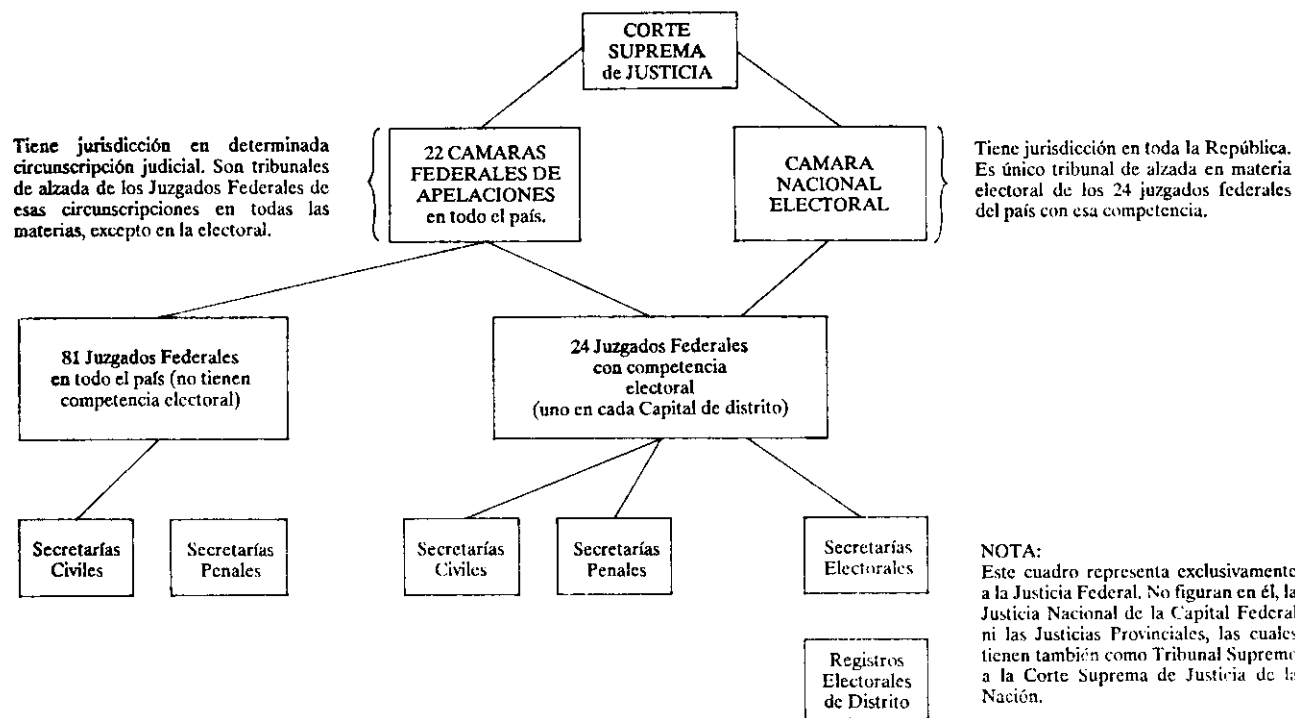 CORTE
SUPREMA
de JUSTICIA
Tiene jurisdicción en determinada
circunscripción judicial. Son tribunales
de alzada de los Juzgados Federales de
esas circunscripciones en todas las
materias, excepto en la electoral.
22 CAMARAS
FEDERALES DE
APELACIONES
en todo el país.
CAMARA
NACIONAL
ELECTORAL
Tiene jurisdicción en toda la República.
Es único tribunal de alzada en materia
electoral de los 24 juzgados federales
del país con esa competencia.
81 Juzgados Federales
en todo el país (no tienen
competencia electoral)
24 Juzgados Federales
con competencia
electoral
(uno en cada Capital de distrito)
Secretarías
Civiles
Secretarías
Penales
Secretarías
Civiles
Secretarías
Penales
Secretarías
Electorales
Registros
Electorales
de Distrito
NOTA:
Este cuadro representa exclusivamente
a la Justicia Federal. No figuran en él, la
Justicia Nacional de la Capital Federal
ni las Justicias Provinciales, las cuales
tienen también como Tribunal Supremo
a la Corte Suprema de Justicia de la
Nación.